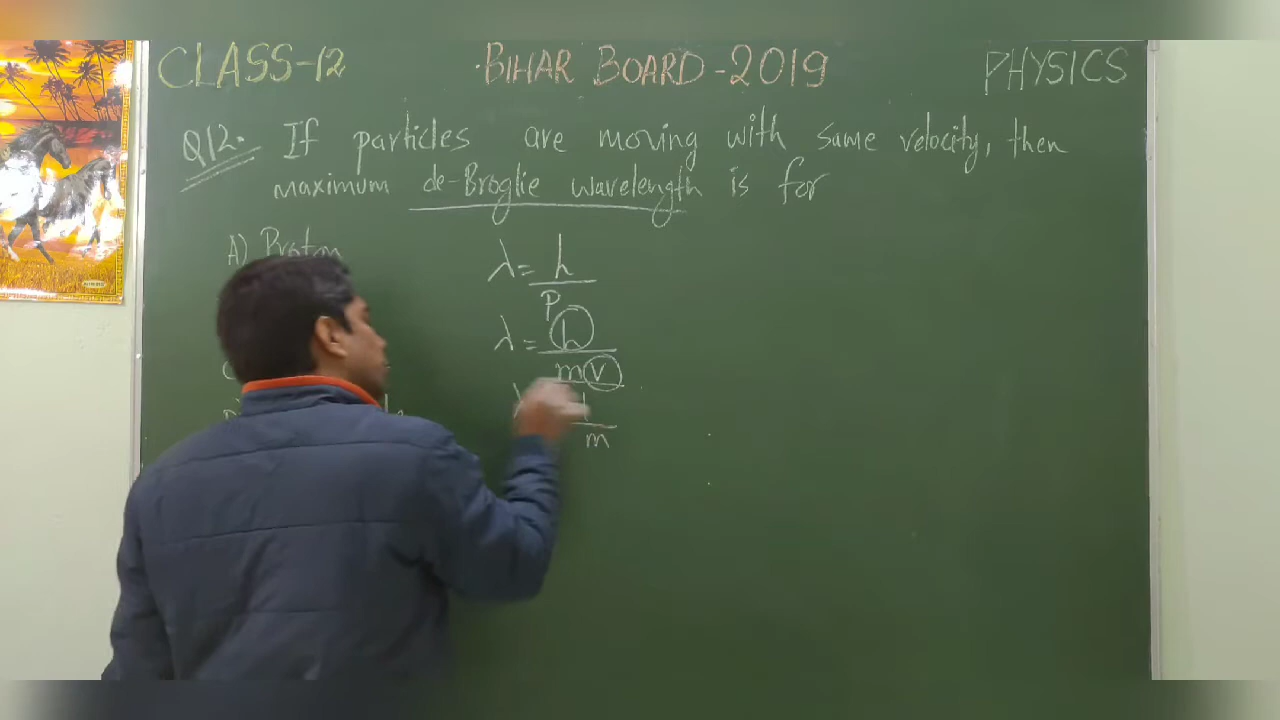 CLASS-12 BIHAR BOARD-2019 PHYSICS
Q12. If particles are moving with same velocity, then
maximum de-Broglie wavelength is for
A) Proton
λ = h/P
λ = h/mv
m